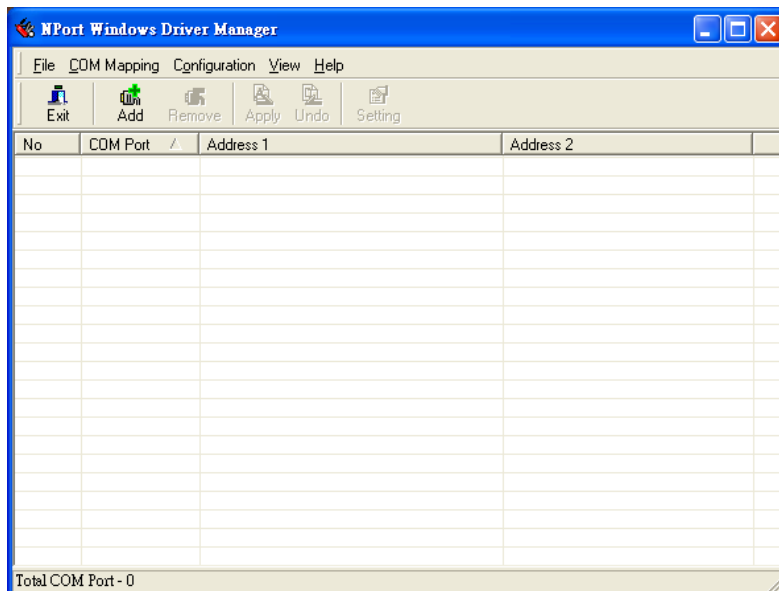 NPort Windows Driver Manager
File COM Mapping Configuration View Help
Exit Add Remove Apply Undo Setting
No COM Port Address 1 Address 2
Total COM Port - 0